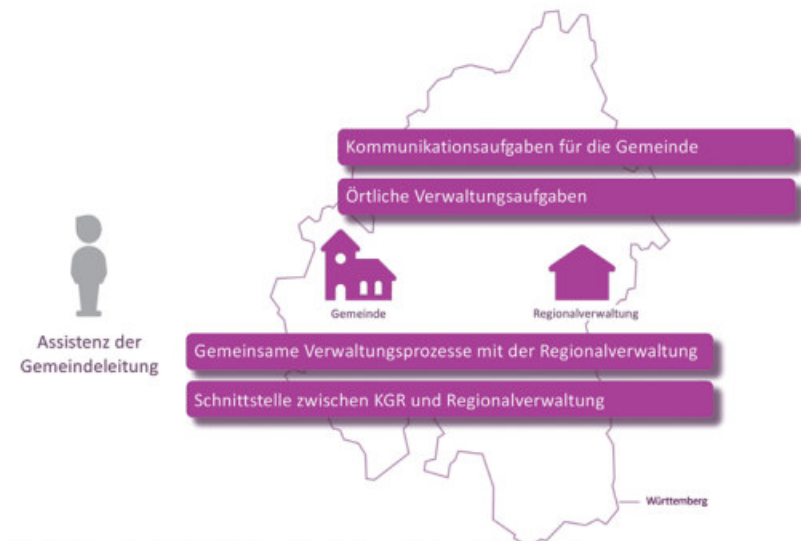 Kommunikationsaufgaben für die Gemeinde
Örtliche Verwaltungsaufgaben
Gemeinde
Regionalverwaltung
Assistenz der
Gemeindeleitung
Gemeinsame Verwaltungsprozesse mit der Regionalverwaltung
Schnittstelle zwischen KGR und Regionalverwaltung
Württemberg